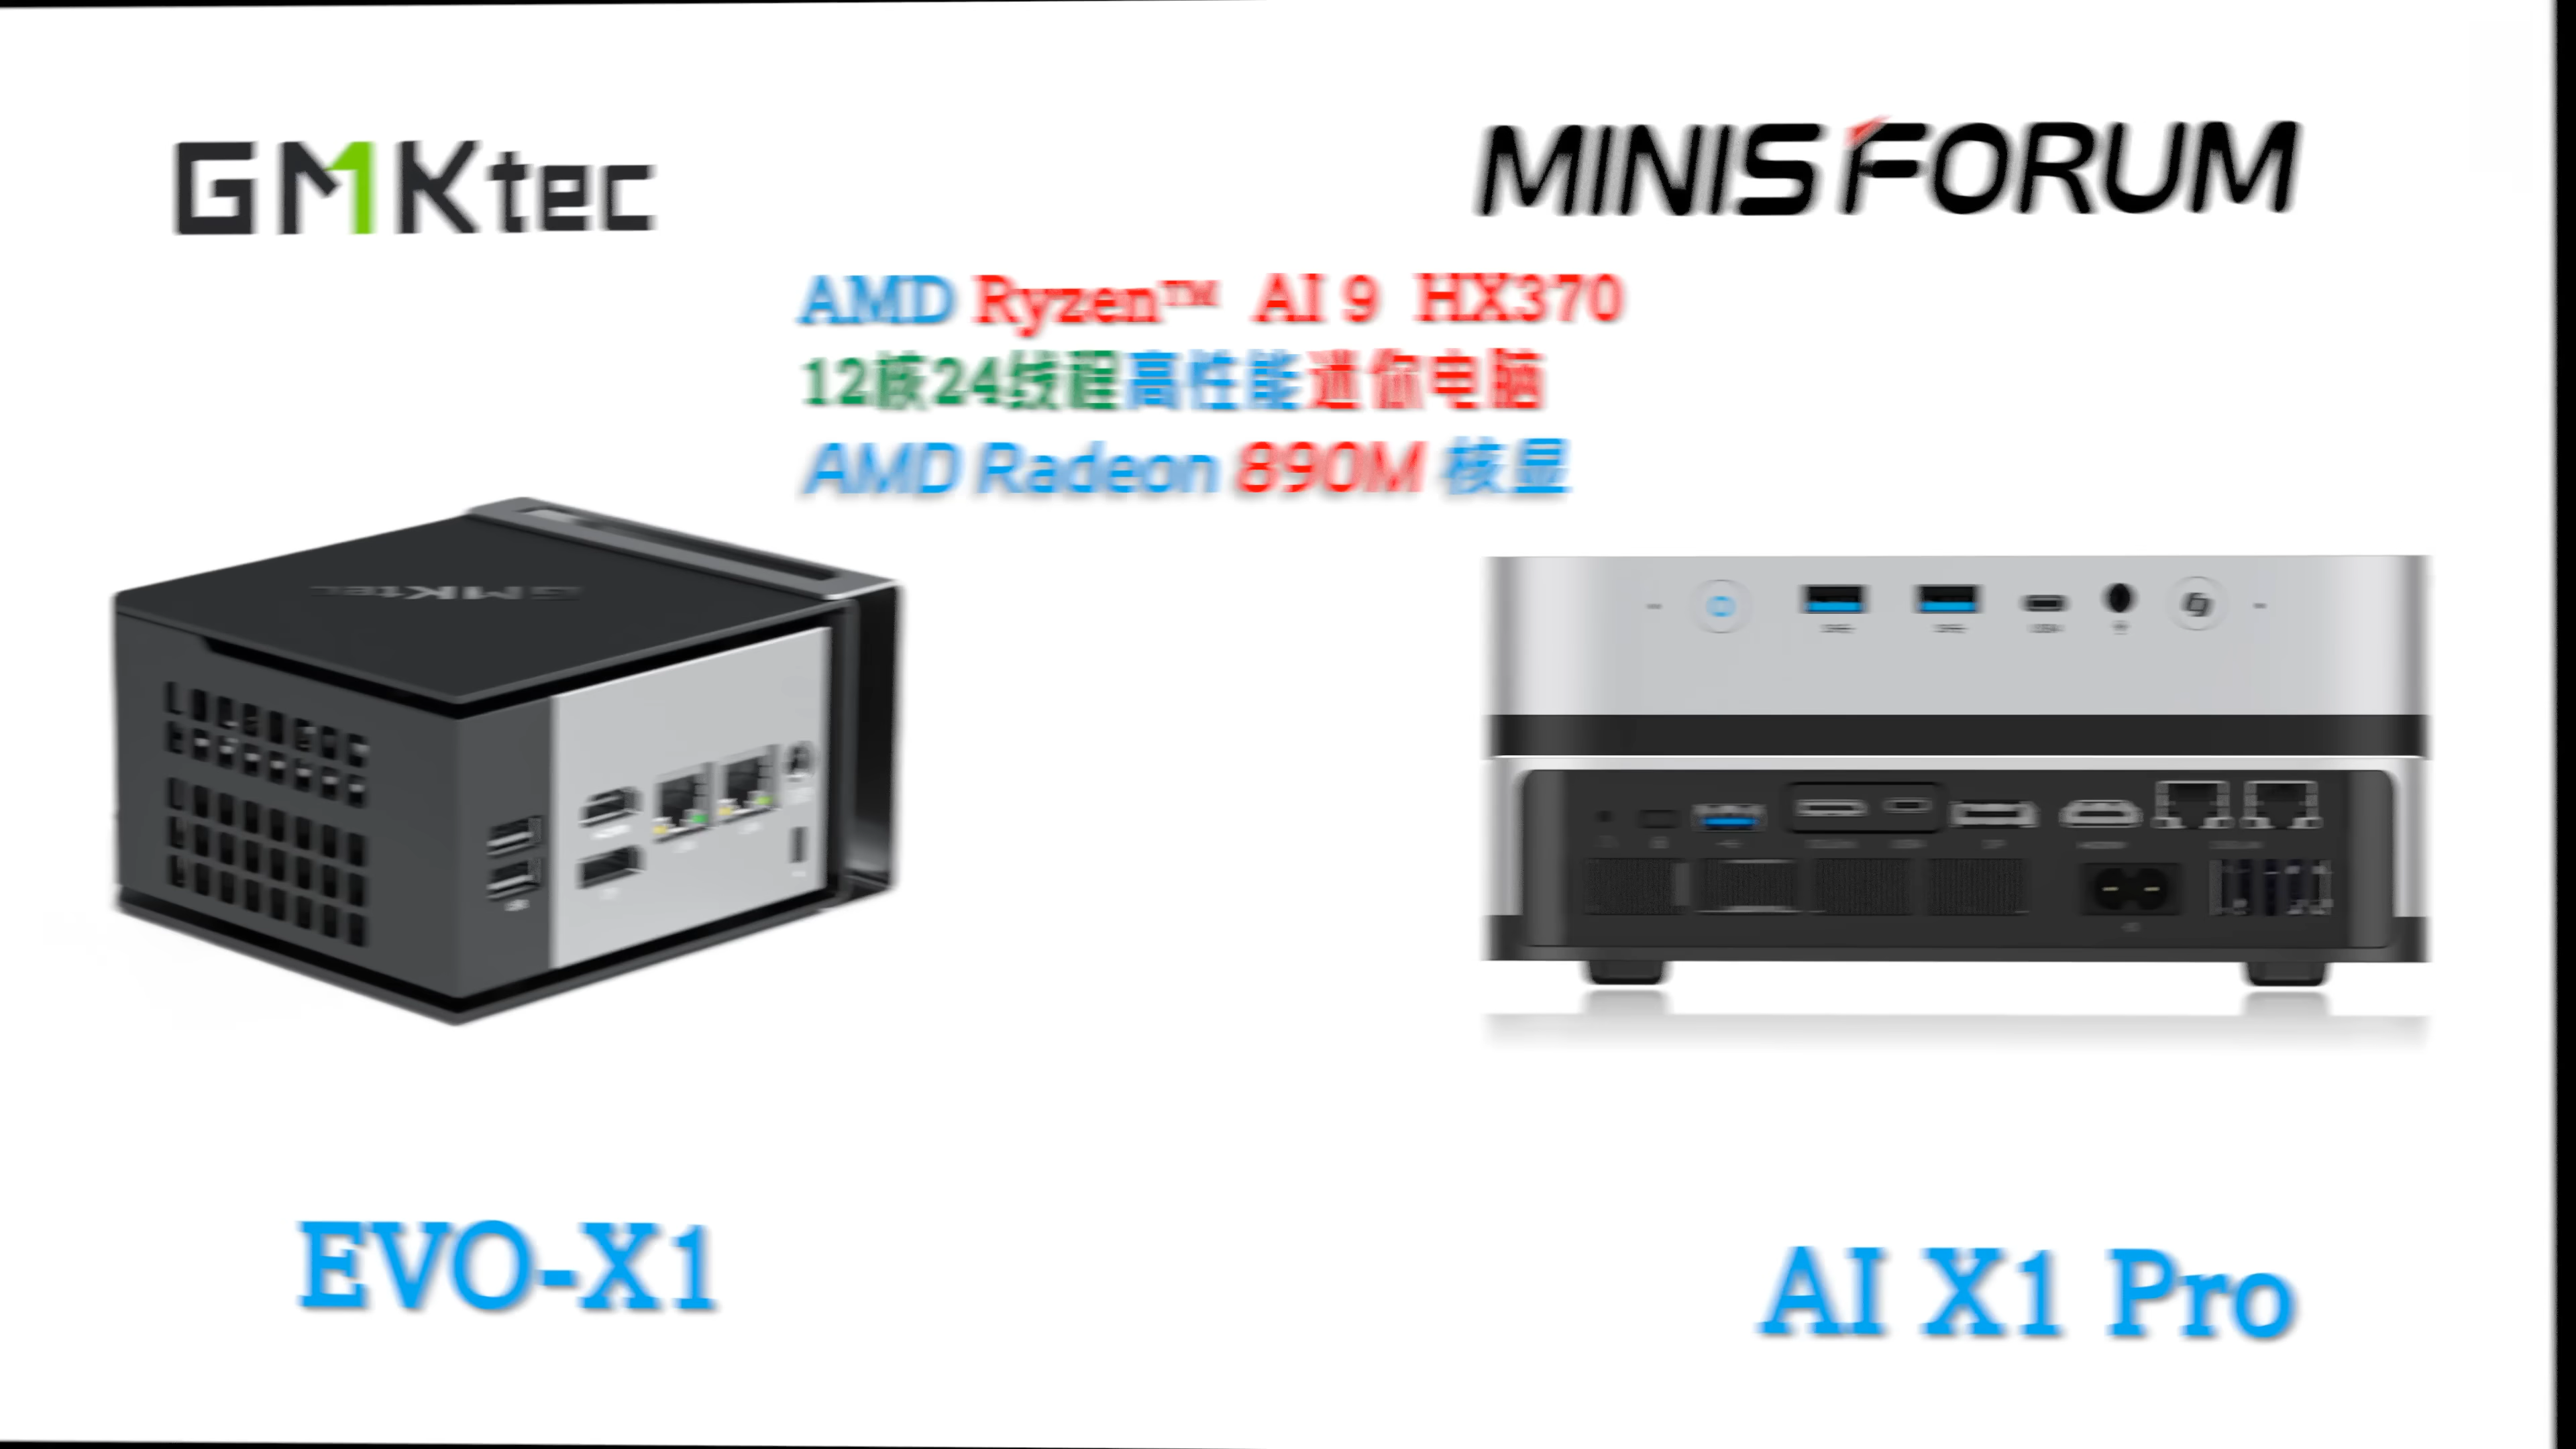 GMKtec
MINISFORUM
AMD Ryzen™ AI 9 HX370
12核24线程高性能迷你电脑
AMD Radeon 890M 核显
GMKtec
EVO-X1
AI X1 Pro